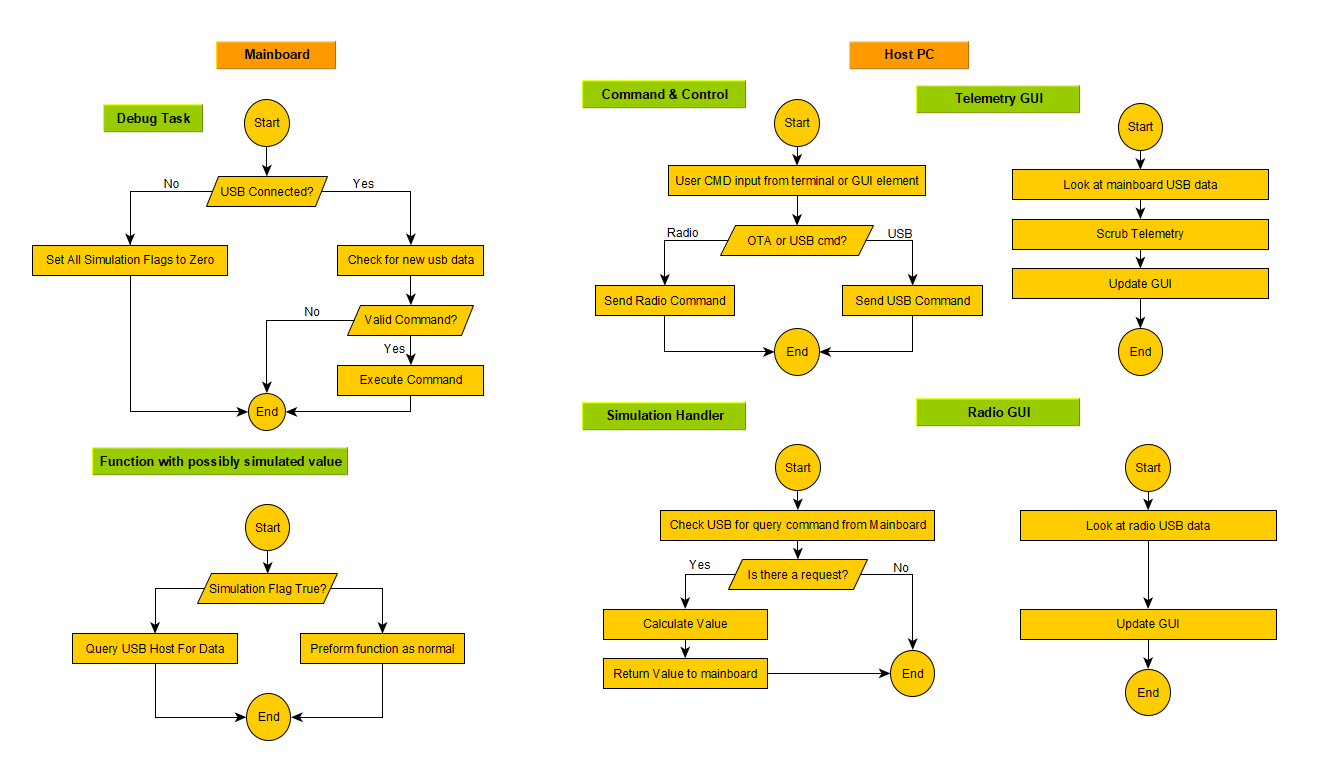 Mainboard
Debug Task
Start
USB Connected?
No
Yes
Set All Simulation Flags to Zero
Check for new usb data
Valid Command?
No
Yes
Execute Command
End
Function with possibly simulated value
Start
Simulation Flag True?
Query USB Host For Data
Preform function as normal
End
Host PC
Command & Control
Start
User CMD input from terminal or GUI element
OTA or USB cmd?
Radio
USB
Send Radio Command
Send USB Command
End
Telemetry GUI
Start
Look at mainboard USB data
Scrub Telemetry
Update GUI
End
Simulation Handler
Start
Check USB for query command from Mainboard
Is there a request?
Yes
No
Calculate Value
Return Value to mainboard
End
Radio GUI
Start
Look at radio USB data
Update GUI
End